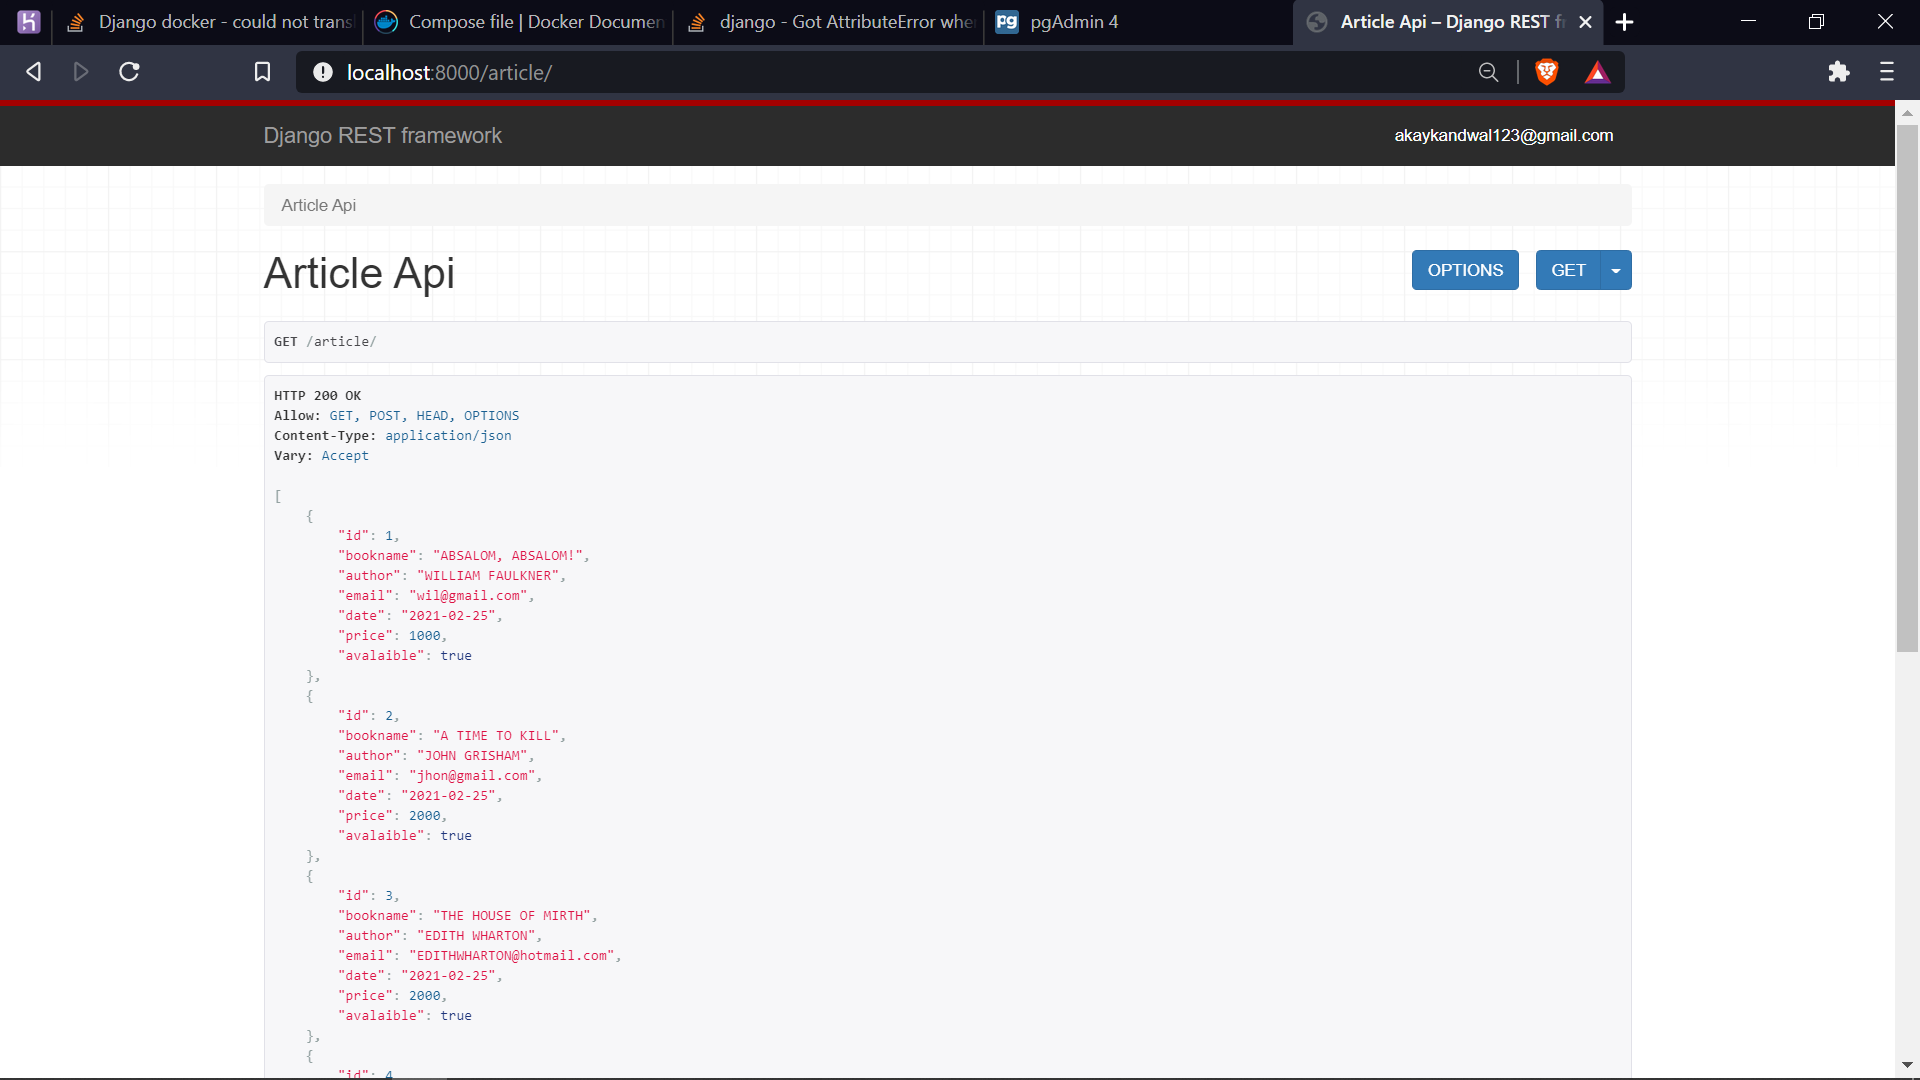 Django docker - could not trans
Compose file | Docker Documen
django - Got AttributeError whe
pgAdmin 4
Article Api – Django REST f
localhost:8000/article/
Django REST framework
akaykandwal123@gmail.com
Article Api
Article Api
OPTIONS
GET
GET /article/
HTTP 200 OK
Allow: GET, POST, HEAD, OPTIONS
Content-Type: application/json
Vary: Accept
[
{
"id": 1,
"bookname": "ABSALOM, ABSALOM!",
"author": "WILLIAM FAULKNER",
"email": "wil@gmail.com",
"date": "2021-02-25",
"price": 1000,
"avalaible": true
},
{
"id": 2,
"bookname": "A TIME TO KILL",
"author": "JOHN GRISHAM",
"email": "jhon@gmail.com",
"date": "2021-02-25",
"price": 2000,
"avalaible": true
},
{
"id": 3,
"bookname": "THE HOUSE OF MIRTH",
"author": "EDITH WHARTON",
"email": "EDITHWHARTON@hotmail.com",
"date": "2021-02-25",
"price": 2000,
"avalaible": true
},
{
"id": 4